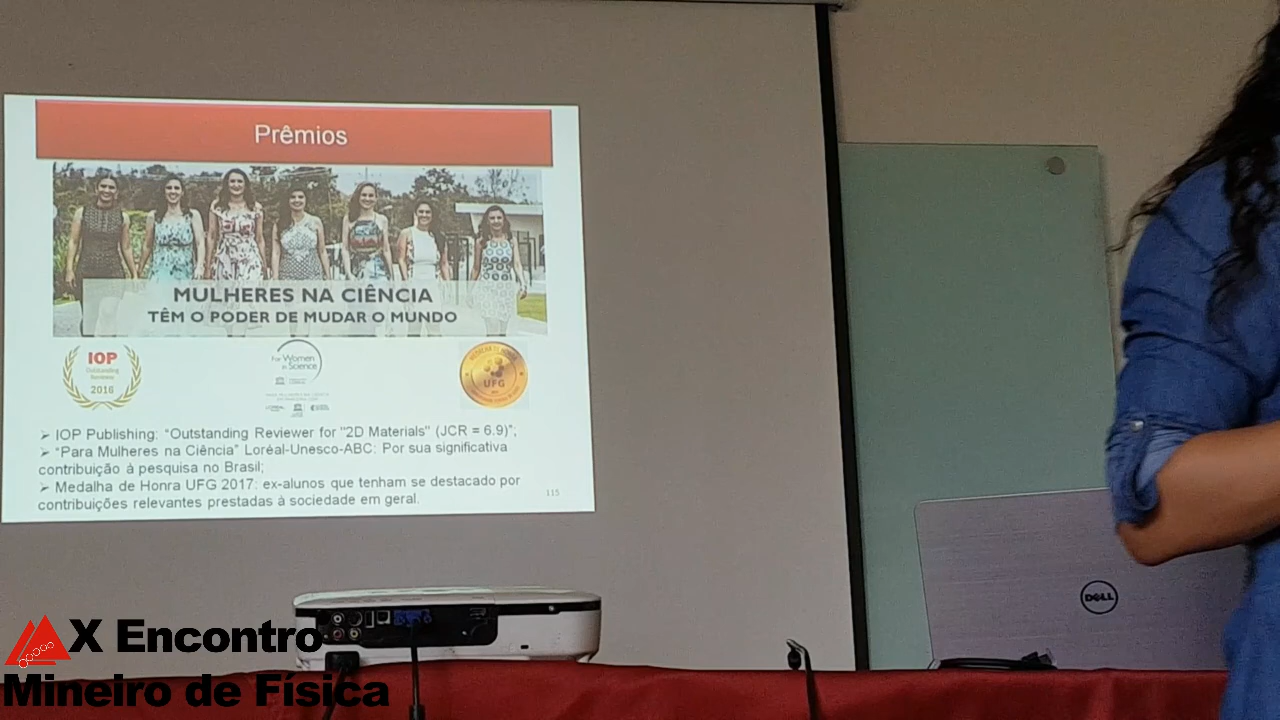 Prêmios
MULHERES NA CIÊNCIA
TÊM O PODER DE MUDAR O MUNDO
IOP
Outstanding
Reviewer
2016
For Women
in Science
UFG
➢ IOP Publishing: “Outstanding Reviewer for "2D Materials" (JCR = 6.9)”;
➢ “Para Mulheres na Ciência” Loréal-Unesco-ABC: Por sua significativa
contribuição à pesquisa no Brasil;
➢ Medalha de Honra UFG 2017: ex-alunos que tenham se destacado por
contribuições relevantes prestadas à sociedade em geral.
115
DELL
X Encontro
Mineiro de Física